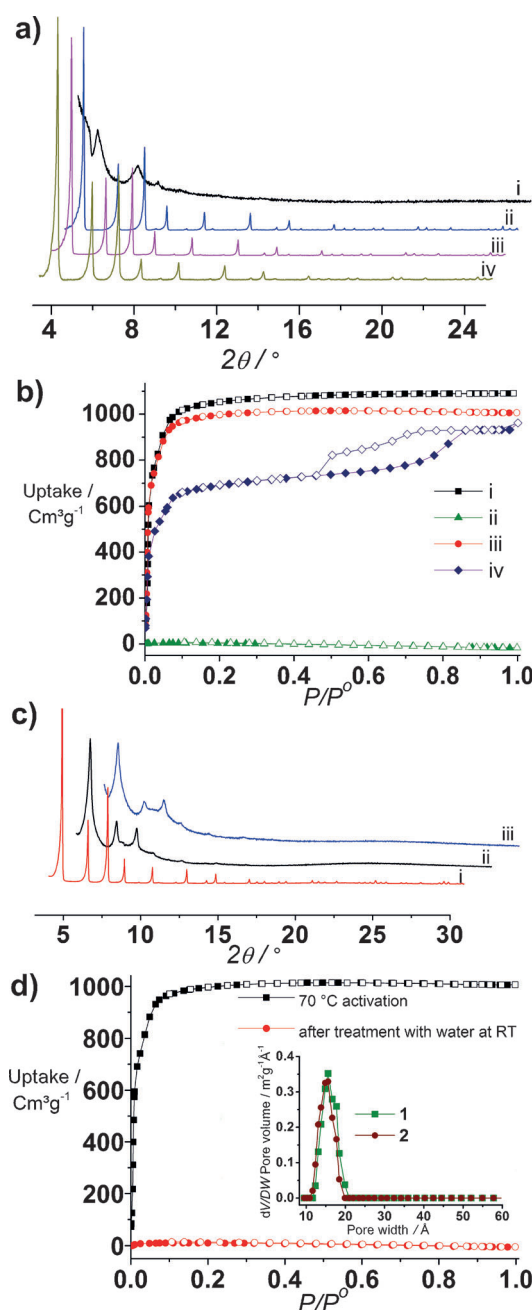 a)
i
ii
iii
iv
4 8 12 16 20 24
2θ / °
b)
1000
800
Uptake /
Cm³g⁻¹
600
400
200
0
i
ii
iii
iv
0.0 0.2 0.4 0.6 0.8 1.0
P/Pᴼ
c)
iii
ii
i
5 10 15 20 25 30
2θ / °
d)
1000
70 °C activation
after treatment with water at RT
800
Uptake /
Cm³g⁻¹
600
400
200
0
0.4
0.3
0.2
0.1
0.0
dV/DW Pore volume / m²g⁻¹Å⁻¹
1
2
10 20 30 40 50 60
Pore width / Å
0.0 0.2 0.4 0.6 0.8 1.0
P/Pᴼ